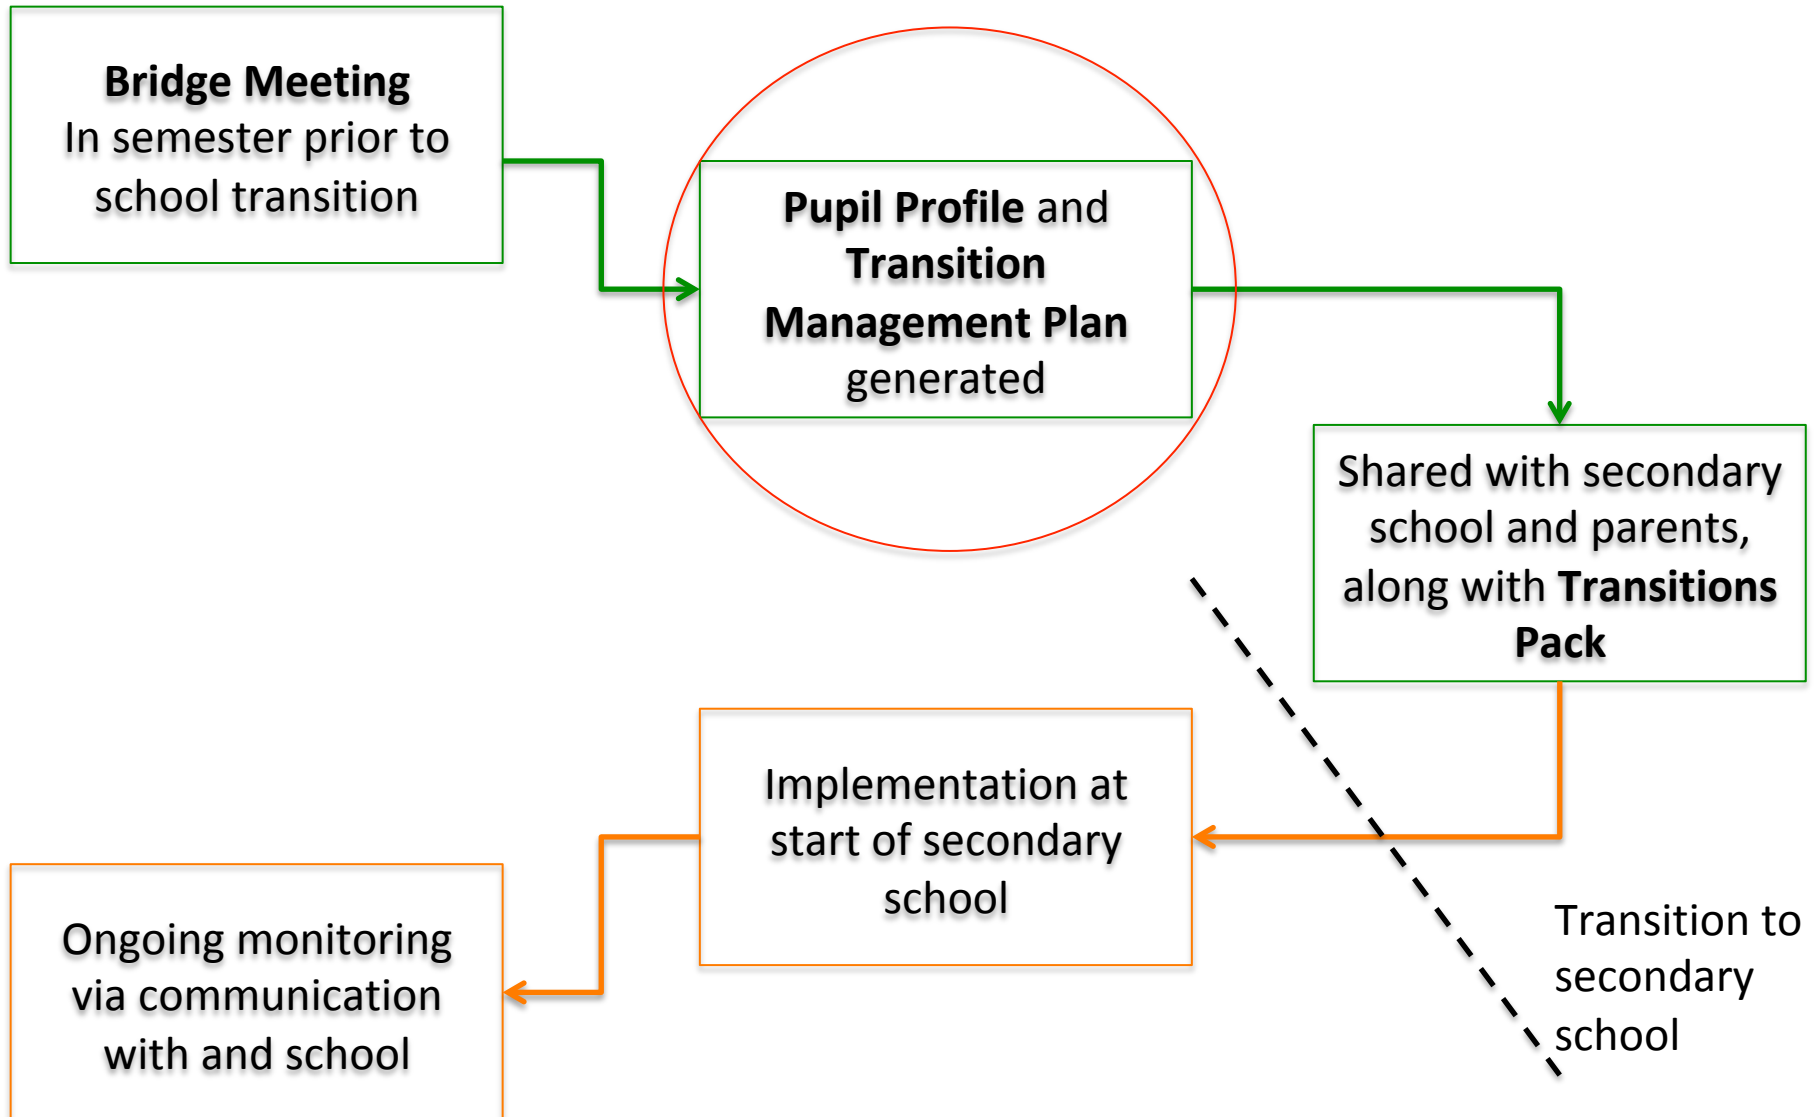 Bridge Meeting
In semester prior to
school transition
Pupil Profile and
Transition
Management Plan
generated
Shared with secondary
school and parents,
along with Transitions
Pack
Implementation at
start of secondary
school
Ongoing monitoring
via communication
with and school
Transition to
secondary
school